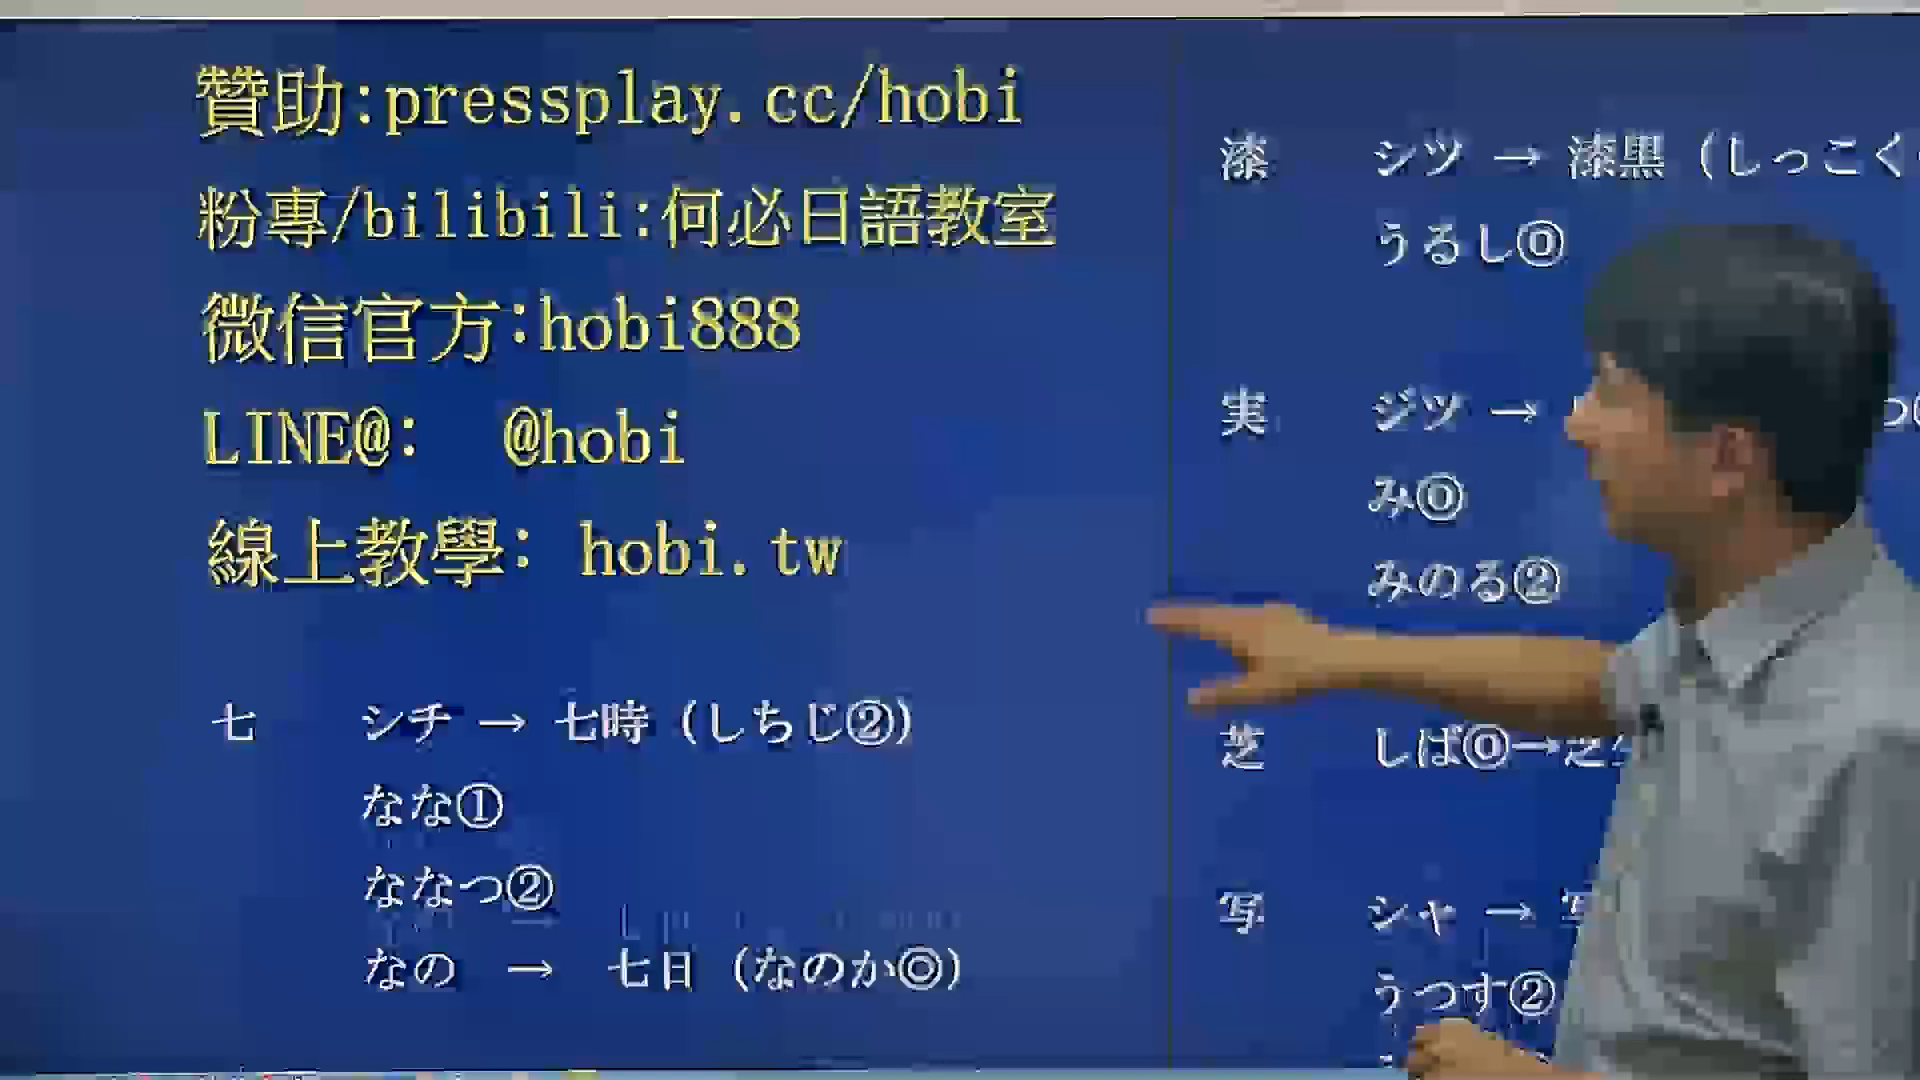 贊助:pressplay.cc/hobi
粉專/bilibili:何必日語教室
微信官方:hobi888
LINE@: @hobi
線上教學: hobi.tw
七 シチ → 七時（しちじ②）
なな①
ななつ②
なの → 七日（なのか◎）
漆 シツ → 漆黒（しっこく
うるし⓪
実 ジツ →
み⓪
みのる②
芝 しば⓪→芝
写 シャ → 写
うつす②